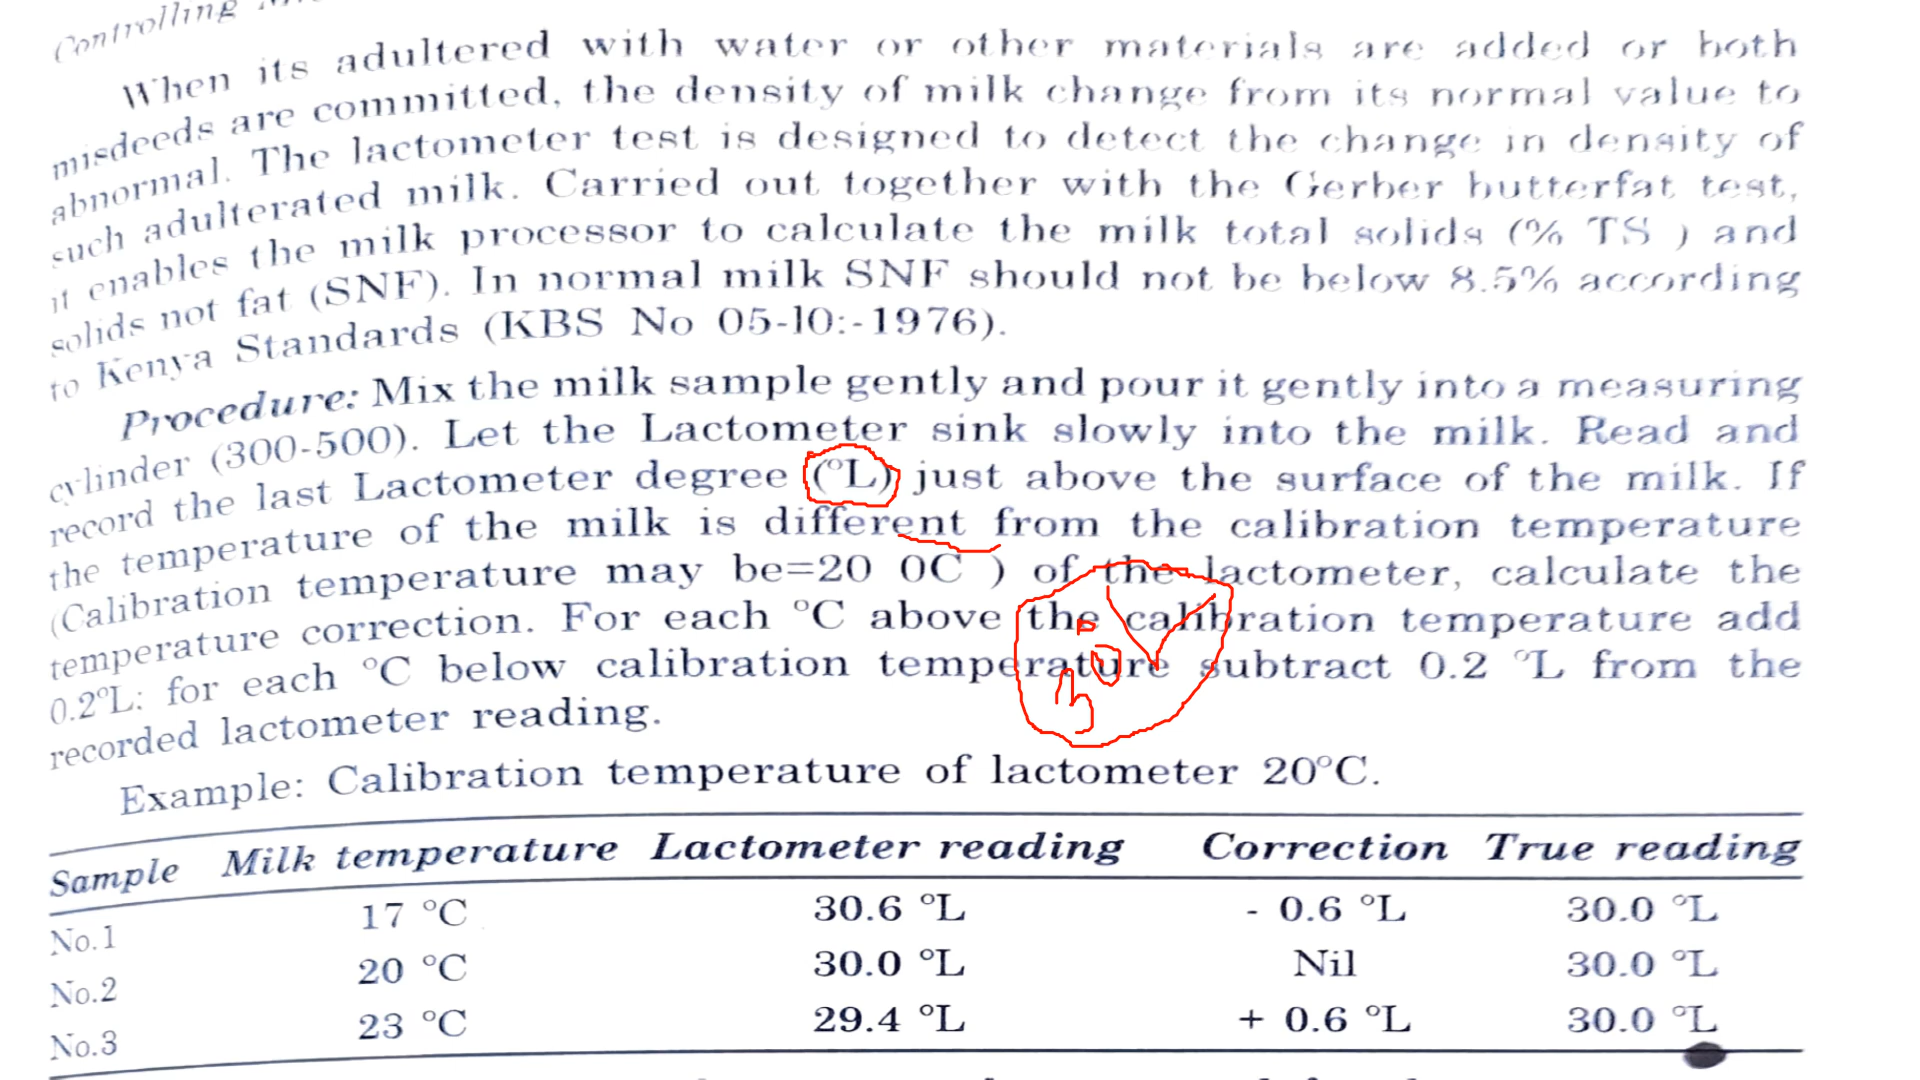 Controlling
When its adultered with water or other materials are added or both
misdeeds are committed, the density of milk change from its normal value to
abnormal. The lactometer test is designed to detect the change in density of
such adulterated milk. Carried out together with the Gerber butterfat test,
it enables the milk processor to calculate the milk total solids (% TS ) and
solids not fat (SNF). In normal milk SNF should not be below 8.5% according
to Kenya Standards (KBS No 05-10:-1976).
Procedure: Mix the milk sample gently and pour it gently into a measuring
cylinder (300-500). Let the Lactometer sink slowly into the milk. Read and
record the last Lactometer degree (°L) just above the surface of the milk. If
the temperature of the milk is different from the calibration temperature
(Calibration temperature may be=20 0C ) of the lactometer, calculate the
temperature correction. For each °C above the calibration temperature add
0.2°L: for each °C below calibration temperature subtract 0.2 °L from the
recorded lactometer reading.
30
Example: Calibration temperature of lactometer 20°C.
Sample Milk temperature Lactometer reading Correction True reading
No.1 17 °C 30.6 °L - 0.6 °L 30.0 °L
No.2 20 °C 30.0 °L Nil 30.0 °L
No.3 23 °C 29.4 °L + 0.6 °L 30.0 °L